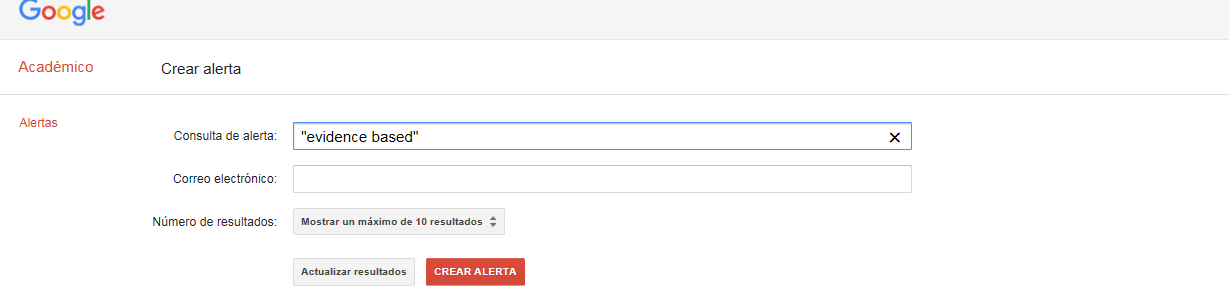 Google
Académico Crear alerta
Alertas
Consulta de alerta: "evidence based" ✕
Correo electrónico:
Número de resultados: Mostrar un máximo de 10 resultados
Actualizar resultados CREAR ALERTA